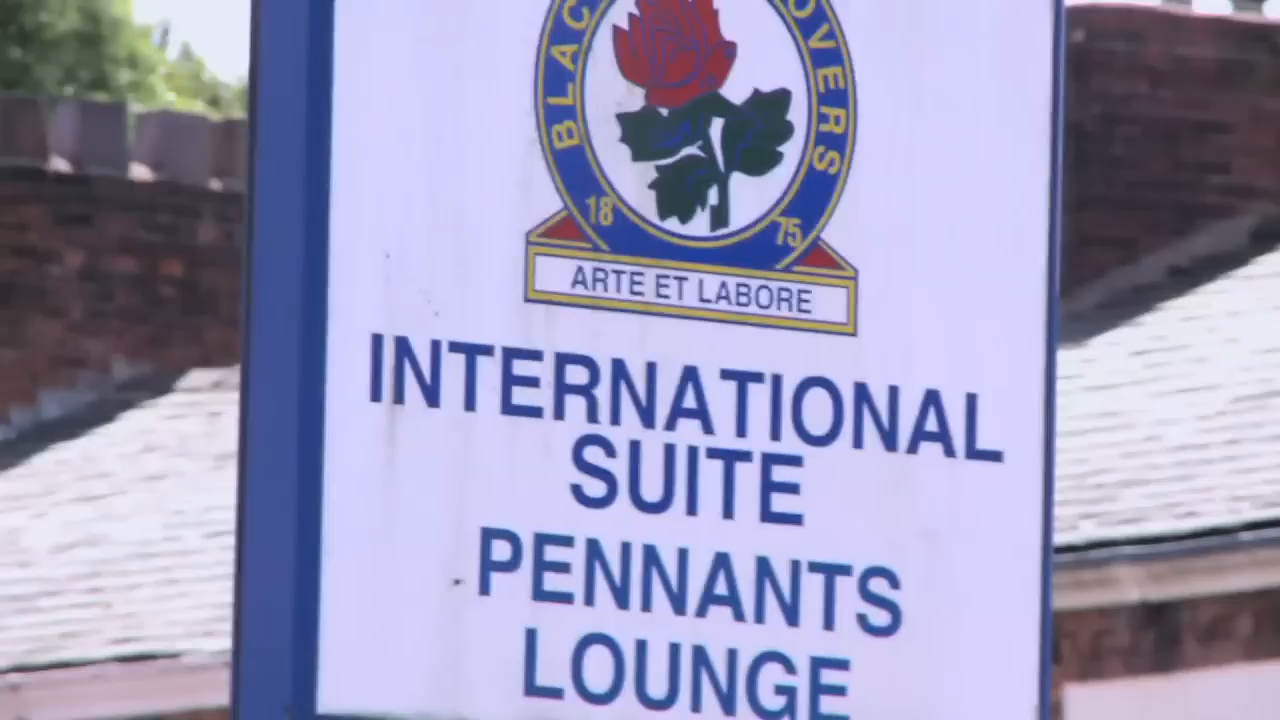 BLAC OVERS
18 75
ARTE ET LABORE
INTERNATIONAL
SUITE
PENNANTS
LOUNGE